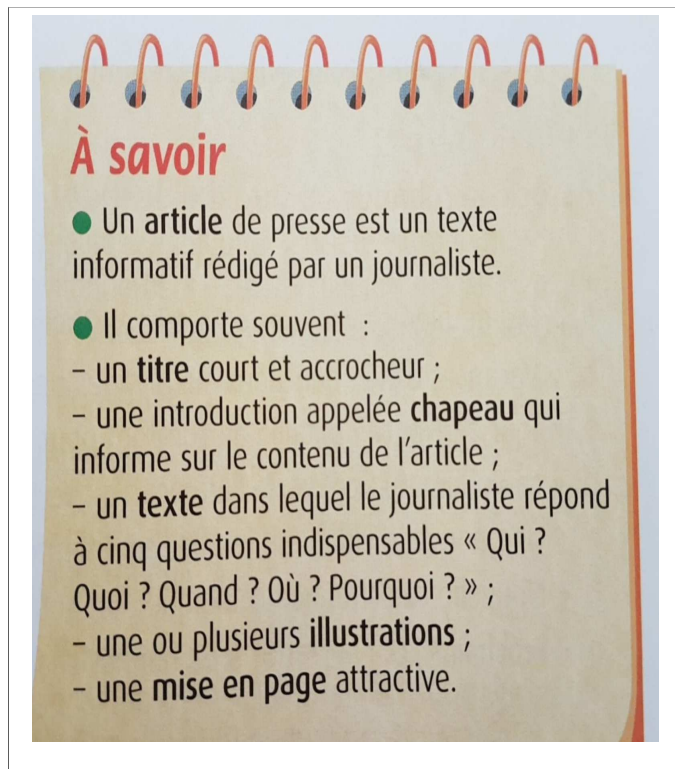 À savoir
● Un article de presse est un texte
informatif rédigé par un journaliste.
● Il comporte souvent :
– un titre court et accrocheur ;
– une introduction appelée chapeau qui
informe sur le contenu de l'article ;
– un texte dans lequel le journaliste répond
à cinq questions indispensables « Qui ?
Quoi ? Quand ? Où ? Pourquoi ? » ;
– une ou plusieurs illustrations ;
– une mise en page attractive.